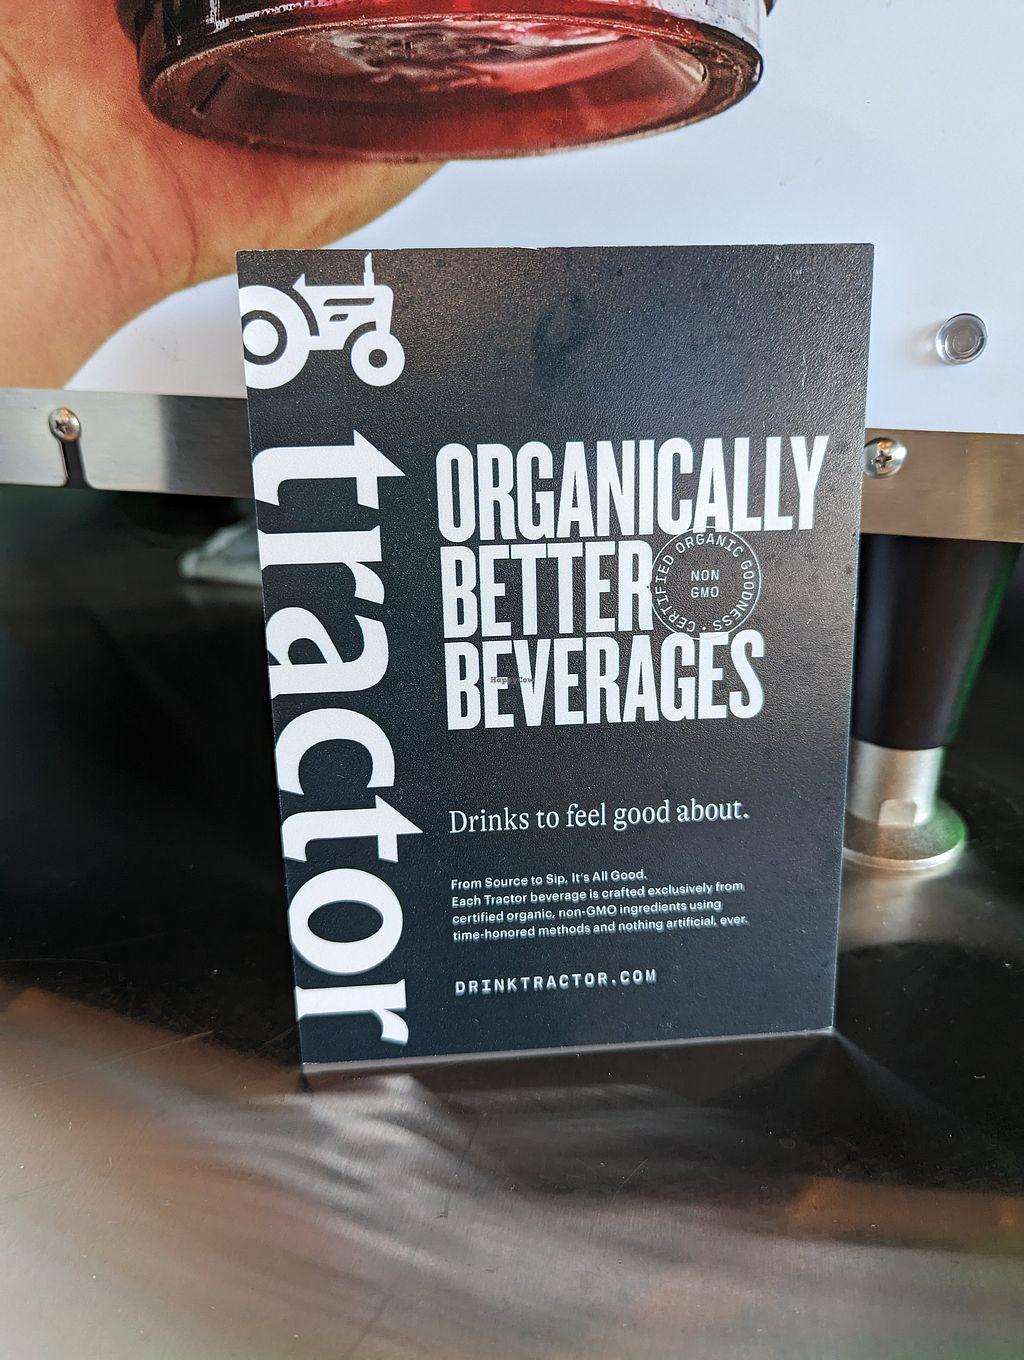 tractor
ORGANICALLY
BETTER
BEVERAGES
CERTIFIED ORGANIC GOODNESS •
NON
GMO
HappyCow
Drinks to feel good about.
From Source to Sip, It's All Good.
Each Tractor beverage is crafted exclusively from
certified organic, non-GMO ingredients using
time-honored methods and nothing artificial, ever.
DRINKTRACTOR.COM